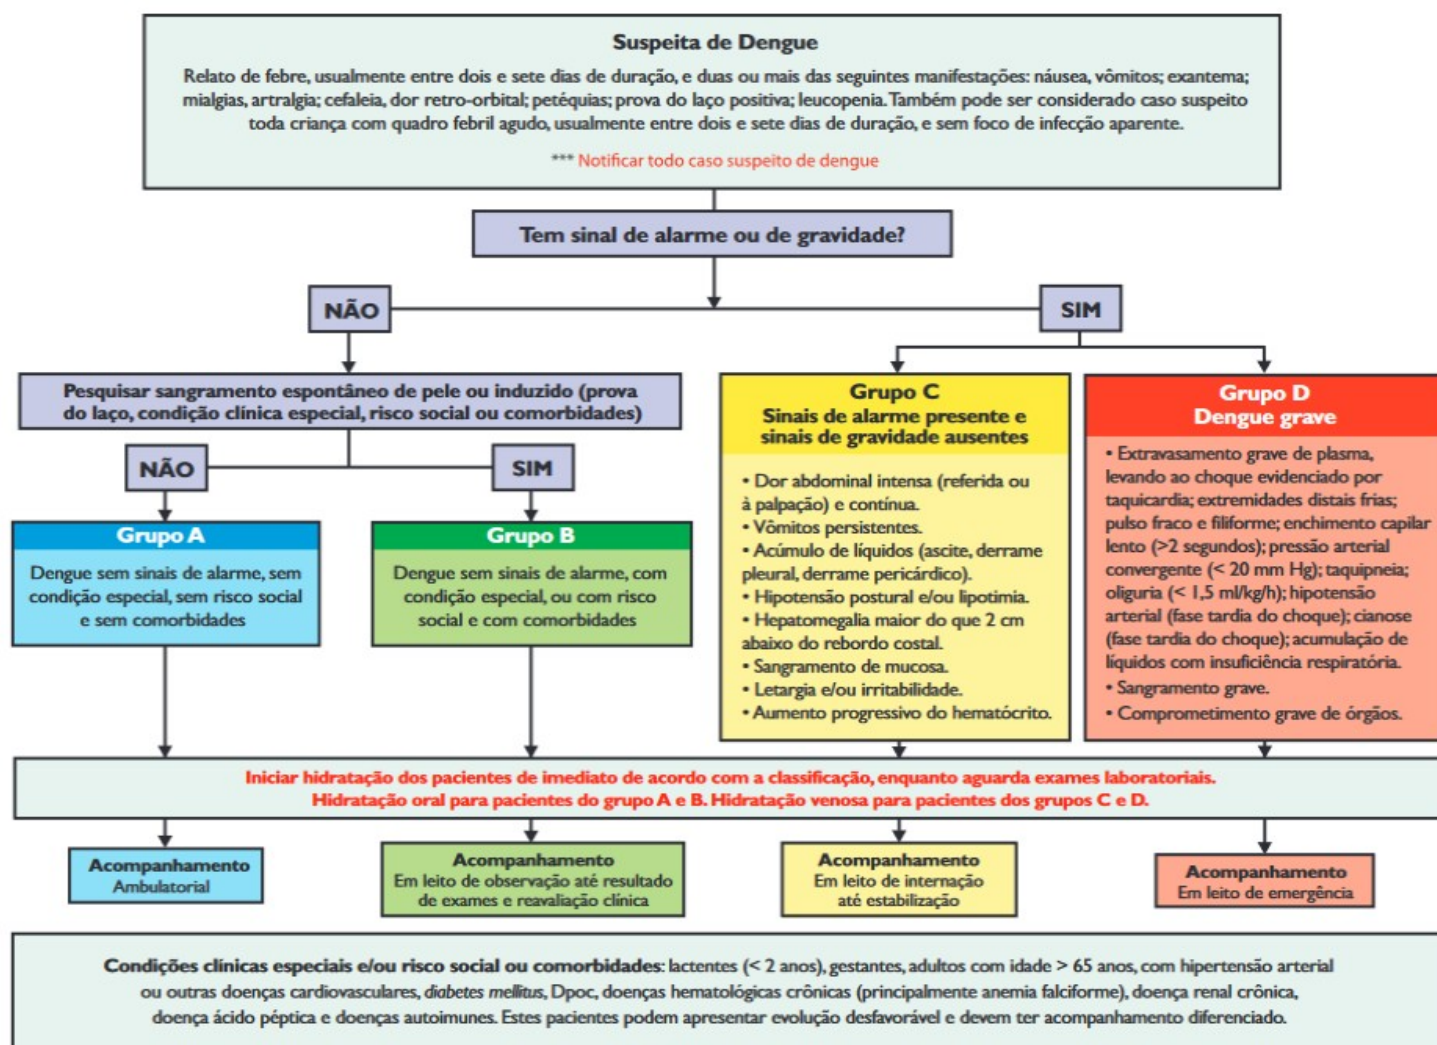 Suspeita de Dengue
Relato de febre, usualmente entre dois e sete dias de duração, e duas ou mais das seguintes manifestações: náusea, vômitos; exantema;
mialgias, artralgia; cefaleia, dor retro-orbital; petéquias; prova do laço positiva; leucopenia. Também pode ser considerado caso suspeito
toda criança com quadro febril agudo, usualmente entre dois e sete dias de duração, e sem foco de infecção aparente.
*** Notificar todo caso suspeito de dengue
Tem sinal de alarme ou de gravidade?
NÃO
SIM
Pesquisar sangramento espontâneo de pele ou induzido (prova
do laço, condição clínica especial, risco social ou comorbidades)
NÃO
SIM
Grupo A
Dengue sem sinais de alarme, sem
condição especial, sem risco social
e sem comorbidades
Grupo B
Dengue sem sinais de alarme, com
condição especial, ou com risco
social e com comorbidades
Grupo C
Sinais de alarme presente e
sinais de gravidade ausentes
• Dor abdominal intensa (referida ou
à palpação) e contínua.
• Vômitos persistentes.
• Acúmulo de líquidos (ascite, derrame
pleural, derrame pericárdico).
• Hipotensão postural e/ou lipotimia.
• Hepatomegalia maior do que 2 cm
abaixo do rebordo costal.
• Sangramento de mucosa.
• Letargia e/ou irritabilidade.
• Aumento progressivo do hematócrito.
Grupo D
Dengue grave
• Extravasamento grave de plasma,
levando ao choque evidenciado por
taquicardia; extremidades distais frias;
pulso fraco e filiforme; enchimento capilar
lento (>2 segundos); pressão arterial
convergente (< 20 mm Hg); taquipneia;
oliguria (< 1,5 ml/kg/h); hipotensão
arterial (fase tardia do choque); cianose
(fase tardia do choque); acumulação de
líquidos com insuficiência respiratória.
• Sangramento grave.
• Comprometimento grave de órgãos.
Iniciar hidratação dos pacientes de imediato de acordo com a classificação, enquanto aguarda exames laboratoriais.
Hidratação oral para pacientes do grupo A e B. Hidratação venosa para pacientes dos grupos C e D.
Acompanhamento
Ambulatorial
Acompanhamento
Em leito de observação até resultado
de exames e reavaliação clínica
Acompanhamento
Em leito de internação
até estabilização
Acompanhamento
Em leito de emergência
Condições clínicas especiais e/ou risco social ou comorbidades: lactentes (< 2 anos), gestantes, adultos com idade > 65 anos, com hipertensão arterial
ou outras doenças cardiovasculares, diabetes mellitus, Dpoc, doenças hematológicas crônicas (principalmente anemia falciforme), doença renal crônica,
doença ácido péptica e doenças autoimunes. Estes pacientes podem apresentar evolução desfavorável e devem ter acompanhamento diferenciado.